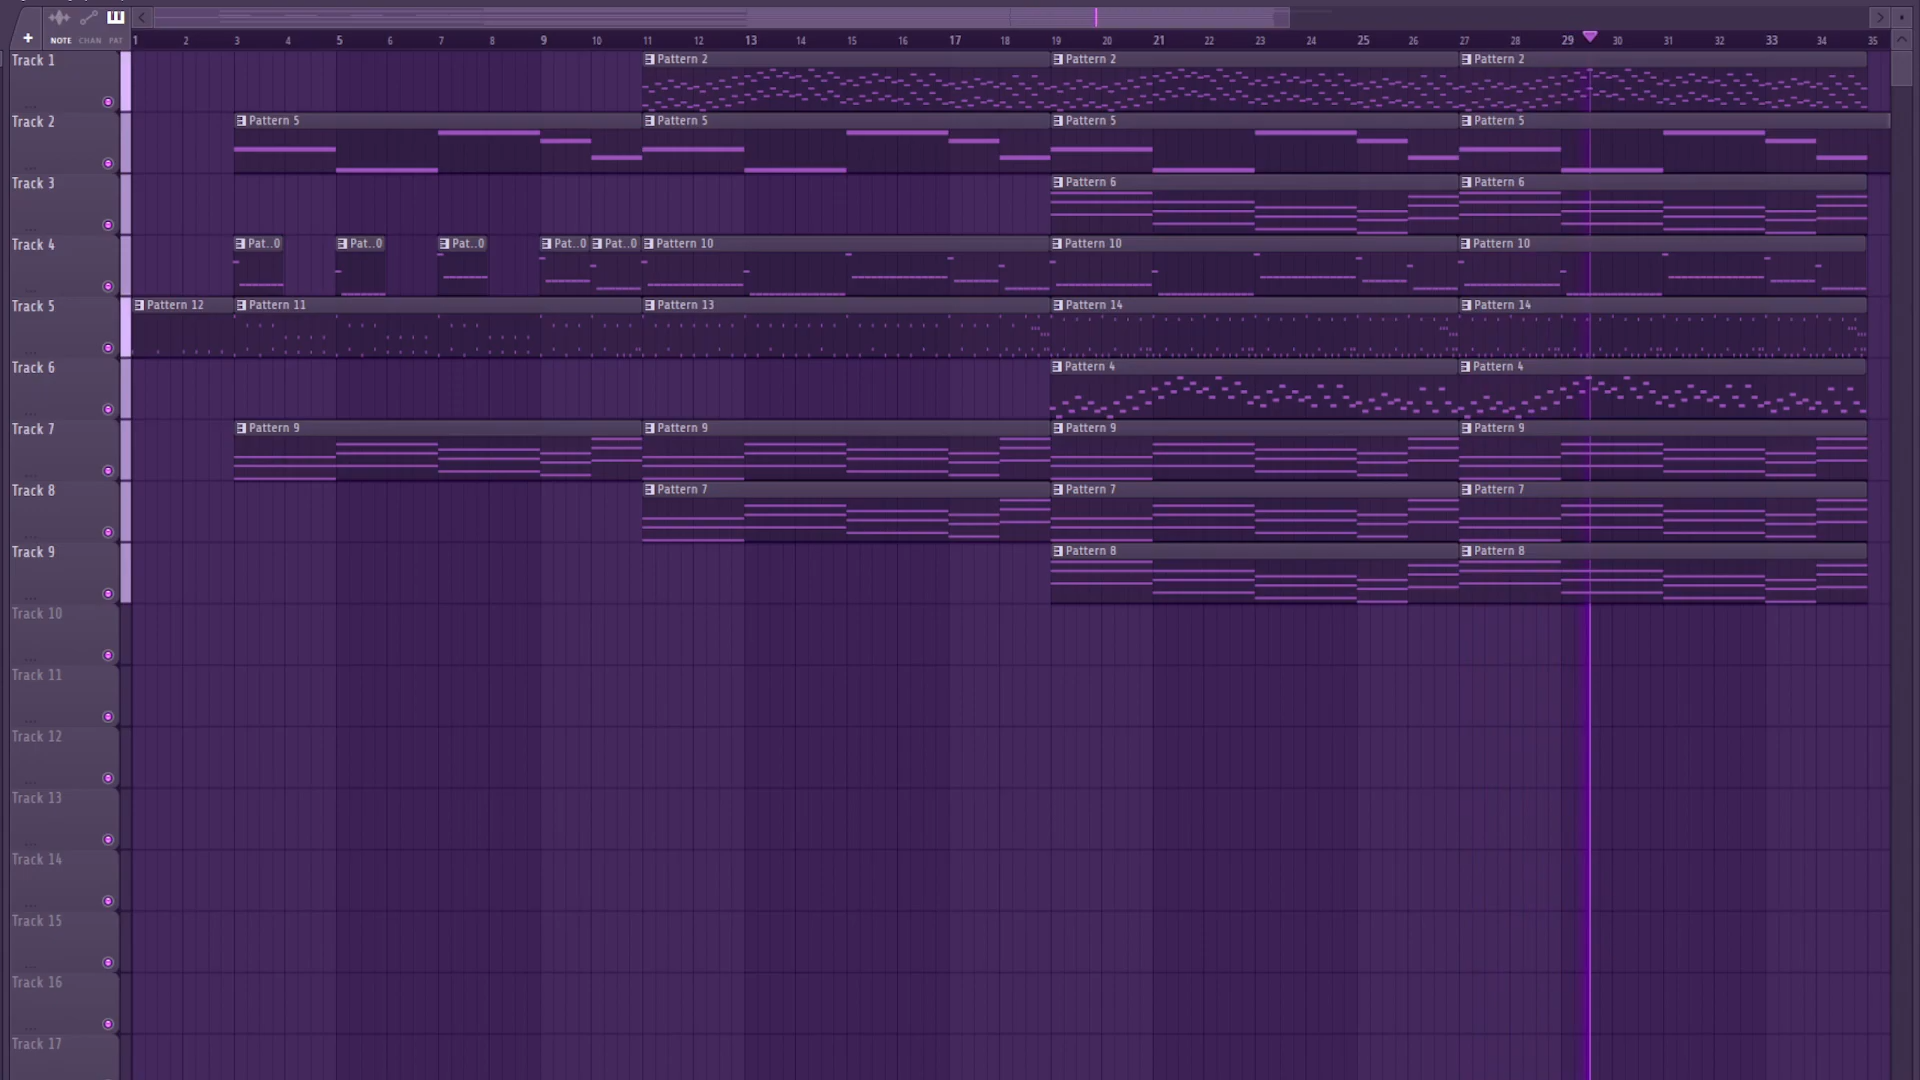 NOTE CHAN PAT
1 2 3 4 5 6 7 8 9 10 11 12 13 14 15 16 17 18 19 20 21 22 23 24 25 26 27 28 29 30 31 32 33 34 35
Track 1 Pattern 2 Pattern 2 Pattern 2
Track 2 Pattern 5 Pattern 5 Pattern 5 Pattern 5
Track 3 Pattern 6 Pattern 6
Track 4 Pat..0 Pat..0 Pat..0 Pat..0 Pat..0 Pattern 10 Pattern 10 Pattern 10
Track 5 Pattern 12 Pattern 11 Pattern 13 Pattern 14 Pattern 14
Track 6 Pattern 4 Pattern 4
Track 7 Pattern 9 Pattern 9 Pattern 9 Pattern 9
Track 8 Pattern 7 Pattern 7 Pattern 7
Track 9 Pattern 8 Pattern 8
Track 10
Track 11
Track 12
Track 13
Track 14
Track 15
Track 16
Track 17